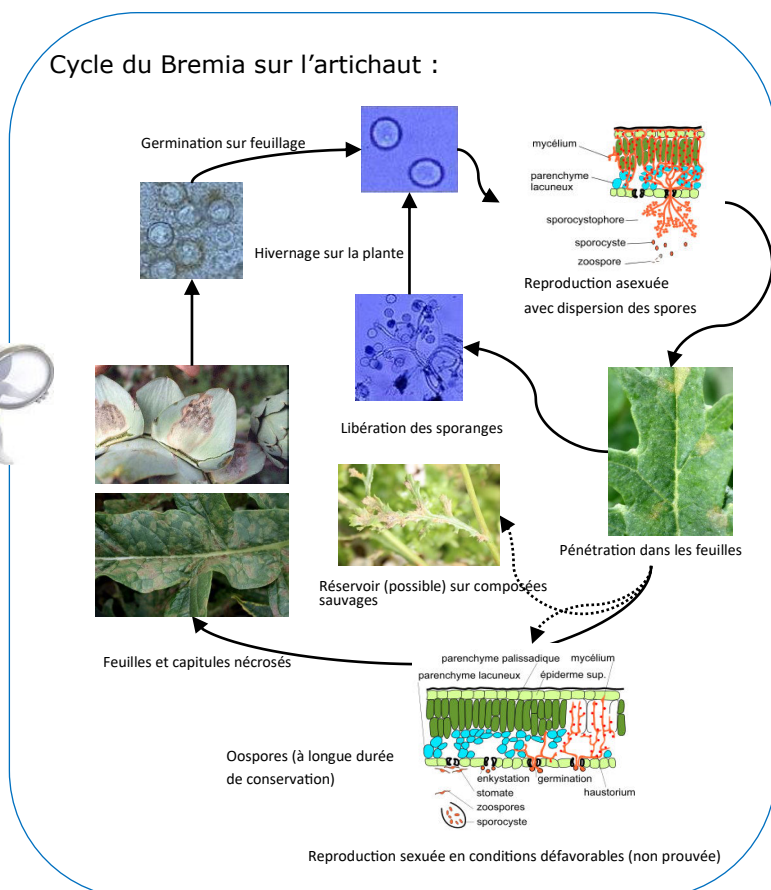 Cycle du Bremia sur l'artichaut :
Germination sur feuillage
mycélium
parenchyme
lacuneux
sporocystophore
sporocyste
zoospore
Hivernage sur la plante
Reproduction asexuée
avec dispersion des spores
Libération des sporanges
Pénétration dans les feuilles
Réservoir (possible) sur composées
sauvages
Feuilles et capitules nécrosés
parenchyme palissadique
mycélium
parenchyme lacuneux
épiderme sup.
Oospores (à longue durée
de conservation)
enkystation
germination
stomate
haustorium
zoospores
sporocyste
Reproduction sexuée en conditions défavorables (non prouvée)